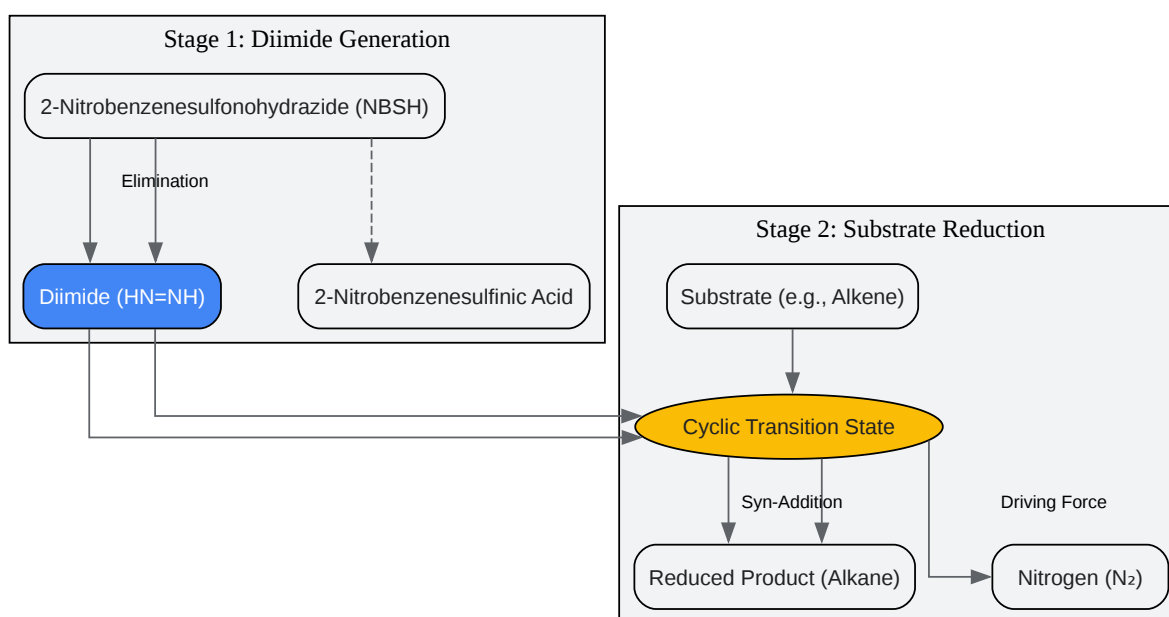 Stage 1: Diimide Generation
2-Nitrobenzenesulfonohydrazide (NBSH)
Elimination
Diimide (HN=NH)
2-Nitrobenzenesulfinic Acid
Stage 2: Substrate Reduction
Substrate (e.g., Alkene)
Cyclic Transition State
Syn-Addition
Driving Force
Reduced Product (Alkane)
Nitrogen (N₂)